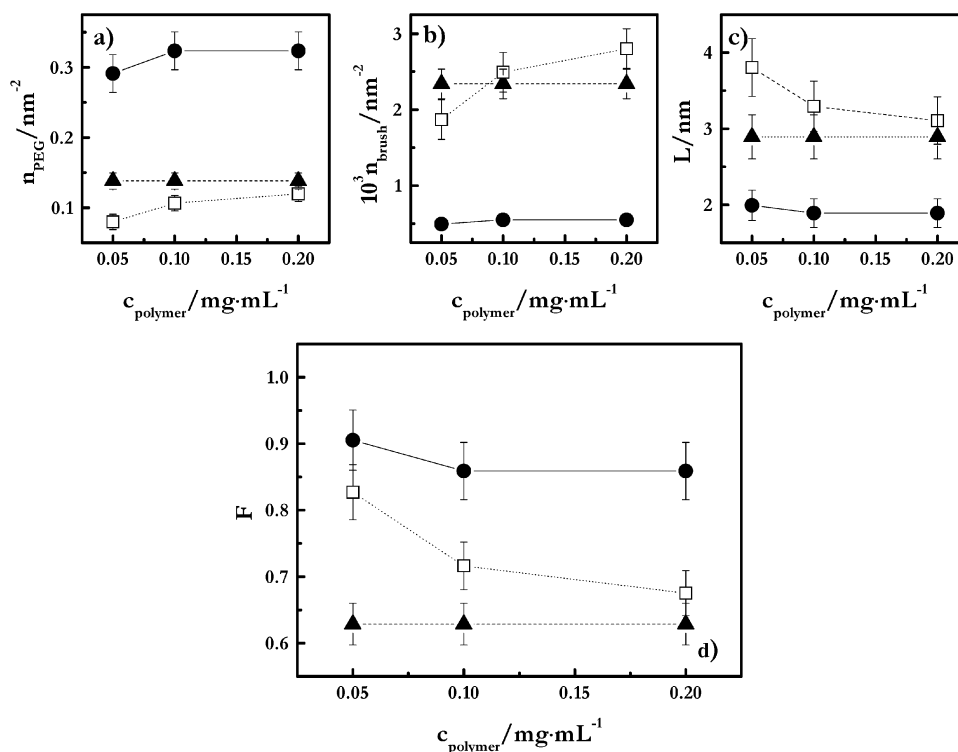 a)
n_PEG/nm^-2
0.3
0.2
0.1
0.05 0.10 0.15 0.20
c_polymer/mg·mL^-1
b)
10^3 n_brush/nm^-2
3
2
1
0.05 0.10 0.15 0.20
c_polymer/mg·mL^-1
c)
L/nm
4
3
2
0.05 0.10 0.15 0.20
c_polymer/mg·mL^-1
F
1.0
0.9
0.8
0.7
0.6
d)
0.05 0.10 0.15 0.20
c_polymer/mg·mL^-1